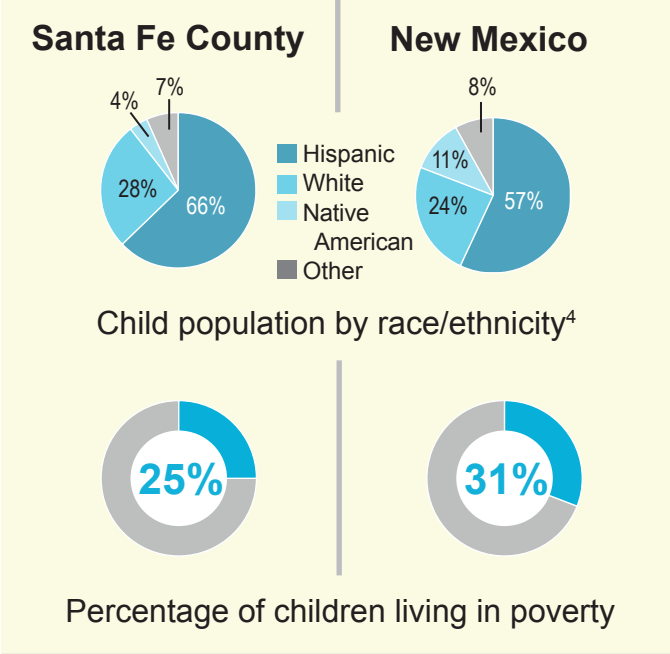 Santa Fe County
New Mexico
4%
7%
28%
66%
Hispanic
White
Native
American
Other
8%
11%
24%
57%
Child population by race/ethnicity⁴
25%
31%
Percentage of children living in poverty